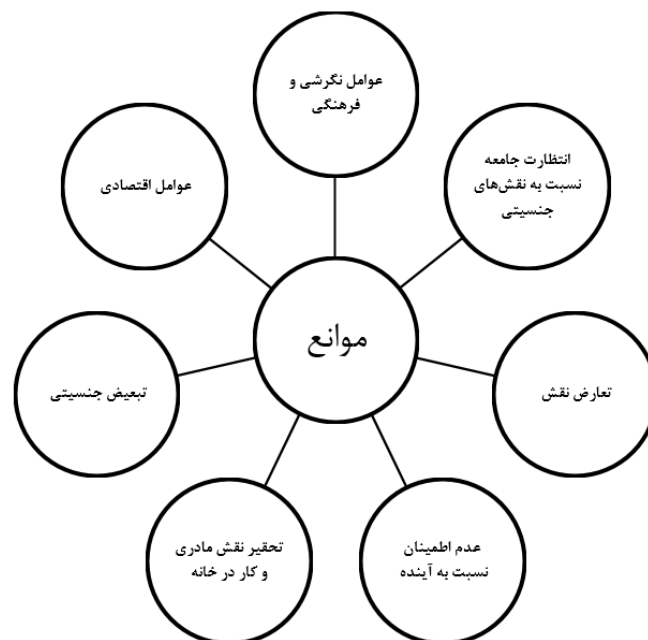 عوامل نگرشی و
فرهنگی
انتظارت جامعه
نسبت به نقش‌های
جنسیتی
عوامل اقتصادی
موانع
تعارض نقش
تبعیض جنسیتی
عدم اطمینان
نسبت به آینده
تحقیر نقش مادری
و کار در خانه